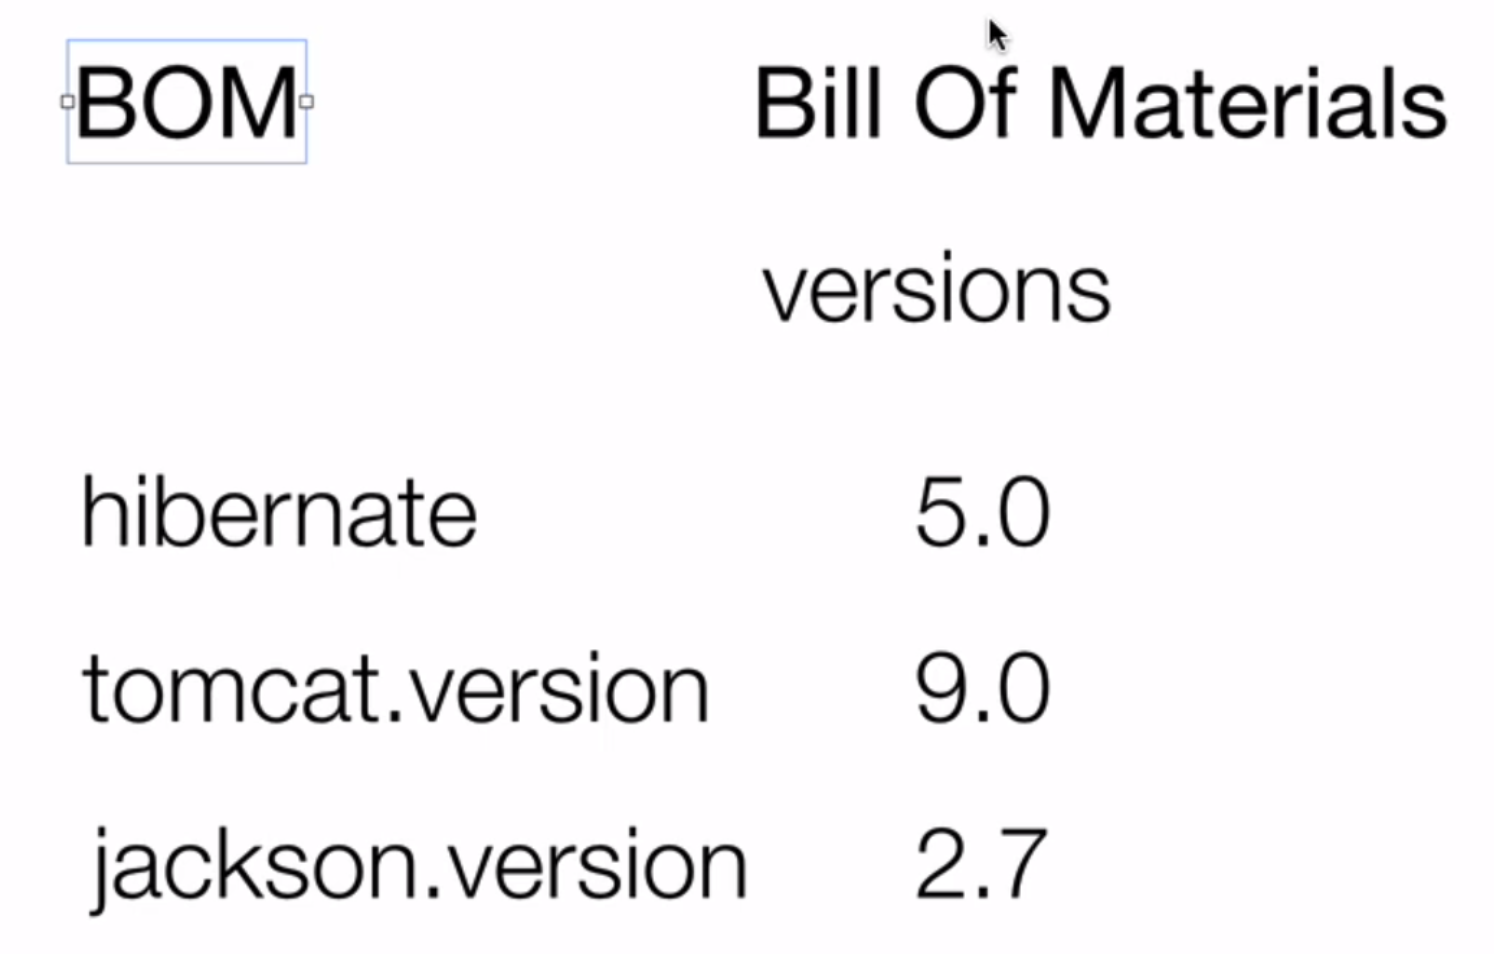 BOM Bill Of Materials
versions
hibernate 5.0
tomcat.version 9.0
jackson.version 2.7